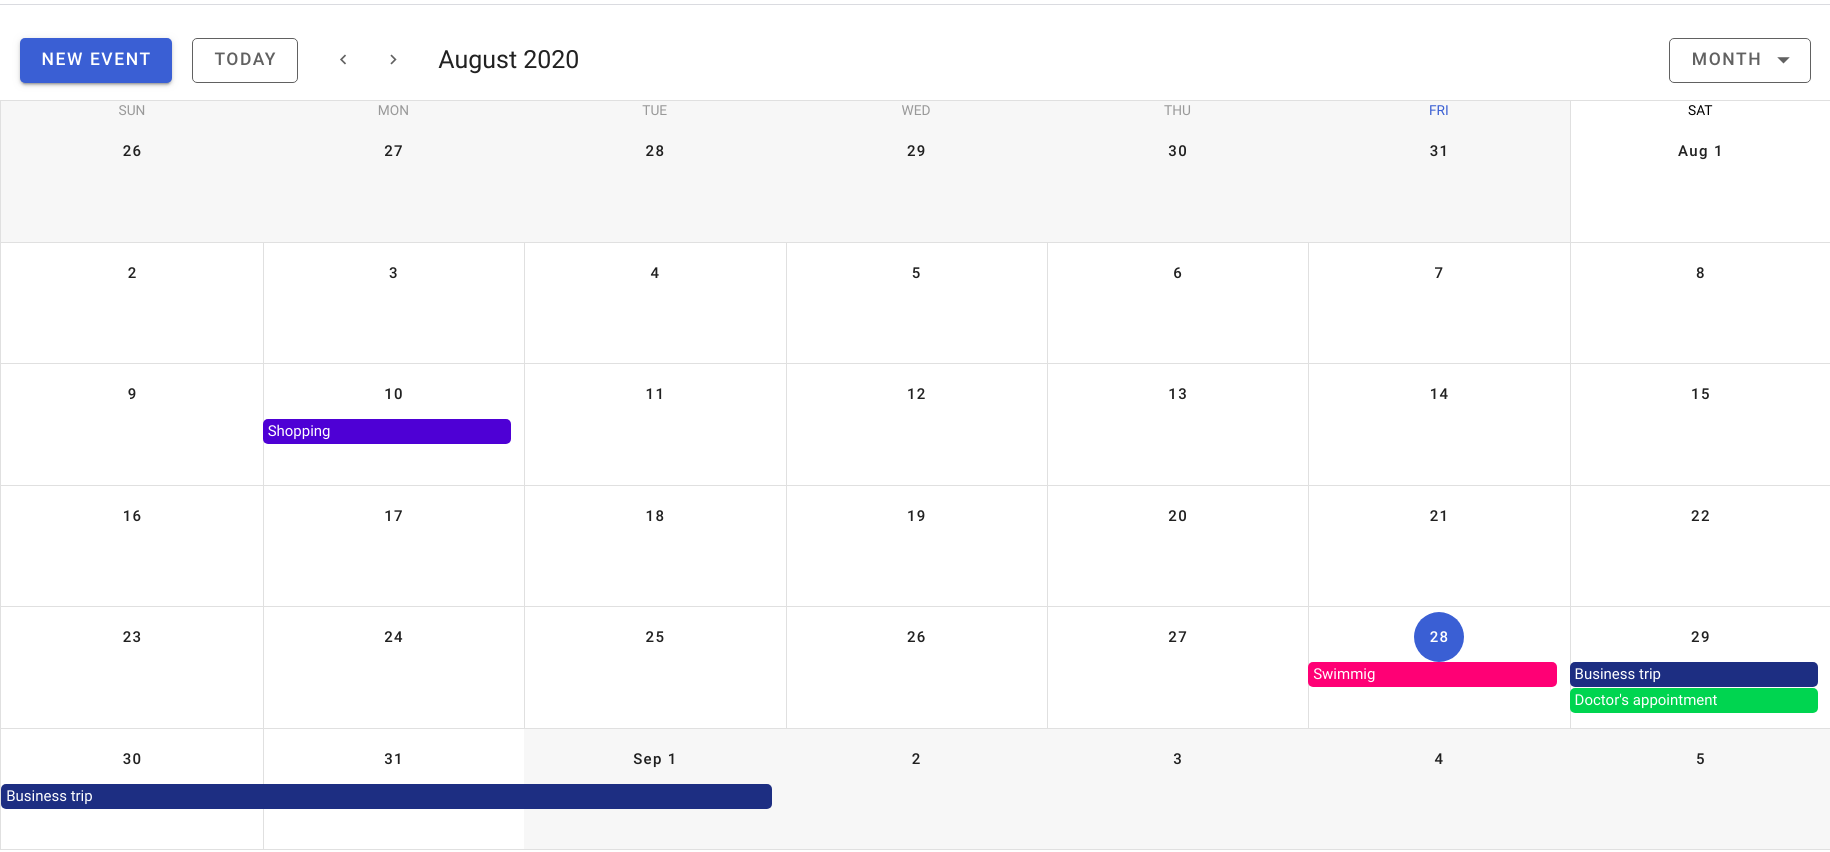 NEW EVENT TODAY August 2020 MONTH
SUN MON TUE WED THU FRI SAT
26 27 28 29 30 31 Aug 1
2 3 4 5 6 7 8
9 10 11 12 13 14 15
Shopping
16 17 18 19 20 21 22
23 24 25 26 27 28 29
Swimmig Business trip
Doctor's appointment
30 31 Sep 1 2 3 4 5
Business trip